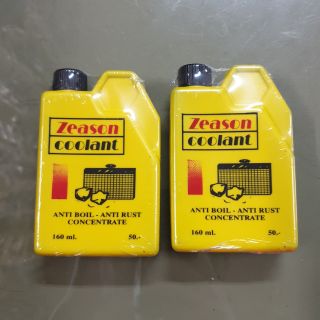 Zeason
coolant
ANTI BOIL - ANTI RUST
CONCENTRATE
160 ml. 50.-
Zeason
coolant
ANTI BOIL - ANTI RUST
CONCENTRATE
160 ml. 50.-